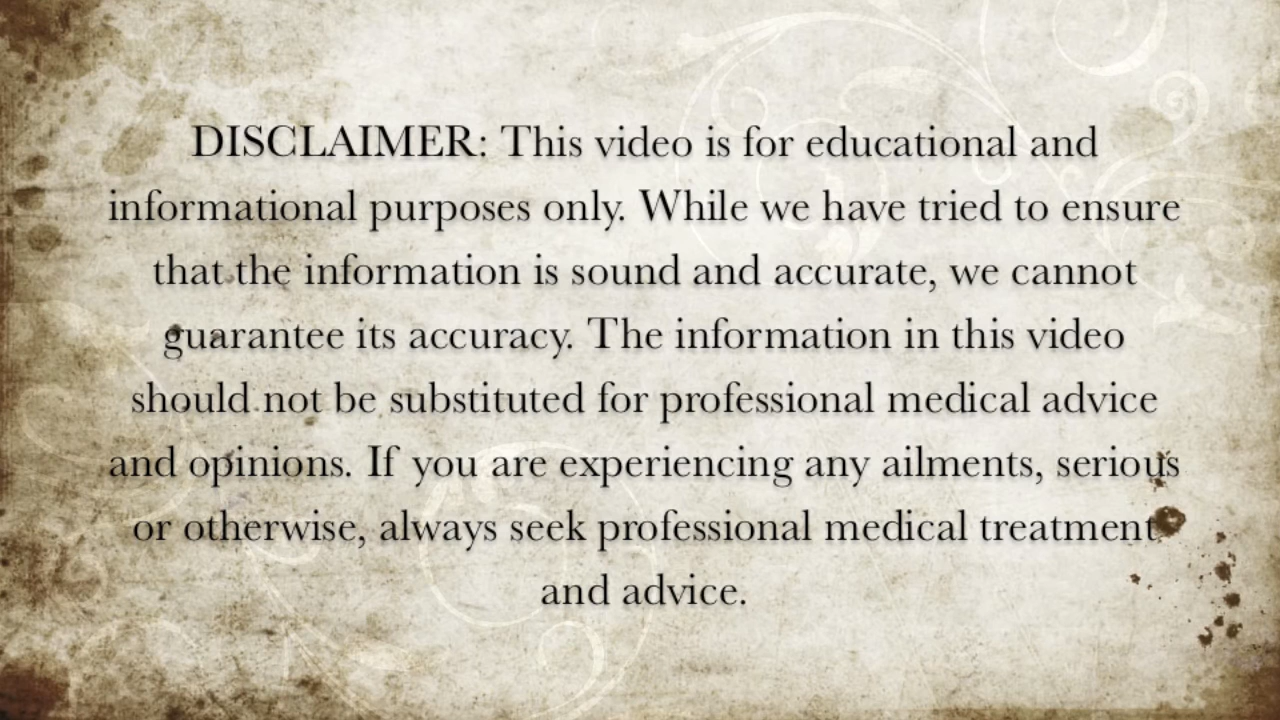 DISCLAIMER: This video is for educational and
informational purposes only. While we have tried to ensure
that the information is sound and accurate, we cannot
guarantee its accuracy. The information in this video
should not be substituted for professional medical advice
and opinions. If you are experiencing any ailments, serious
or otherwise, always seek professional medical treatment
and advice.